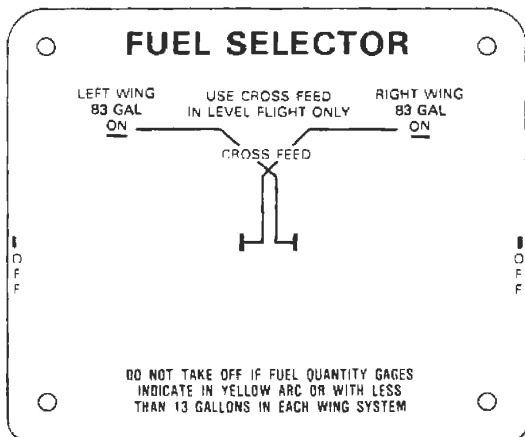 FUEL SELECTOR
LEFT WING
83 GAL
ON
USE CROSS FEED
IN LEVEL FLIGHT ONLY
RIGHT WING
83 GAL
ON
CROSS FEED
OFF
OFF
DO NOT TAKE OFF IF FUEL QUANTITY GAGES
INDICATE IN YELLOW ARC OR WITH LESS
THAN 13 GALLONS IN EACH WING SYSTEM